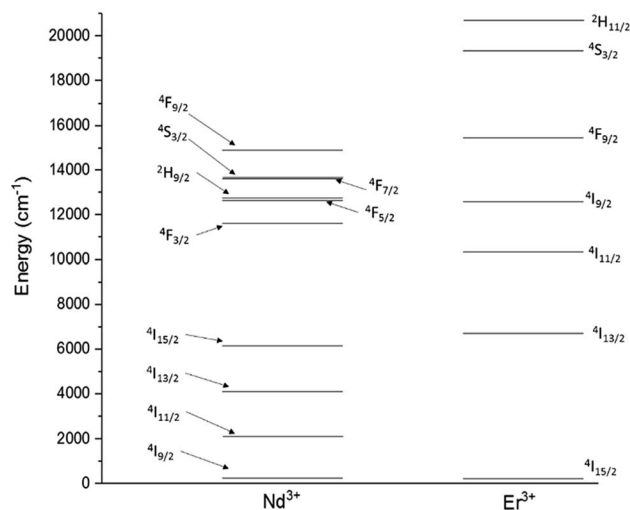 20000
18000
16000
14000
12000
10000
8000
6000
4000
2000
0
Energy (cm⁻¹)
⁴F₉/₂
⁴S₃/₂
²H₉/₂
⁴F₇/₂
⁴F₅/₂
⁴F₃/₂
⁴I₁₅/₂
⁴I₁₃/₂
⁴I₁₁/₂
⁴I₉/₂
Nd³⁺
²H₁₁/₂
⁴S₃/₂
⁴F₉/₂
⁴I₉/₂
⁴I₁₁/₂
⁴I₁₃/₂
⁴I₁₅/₂
Er³⁺